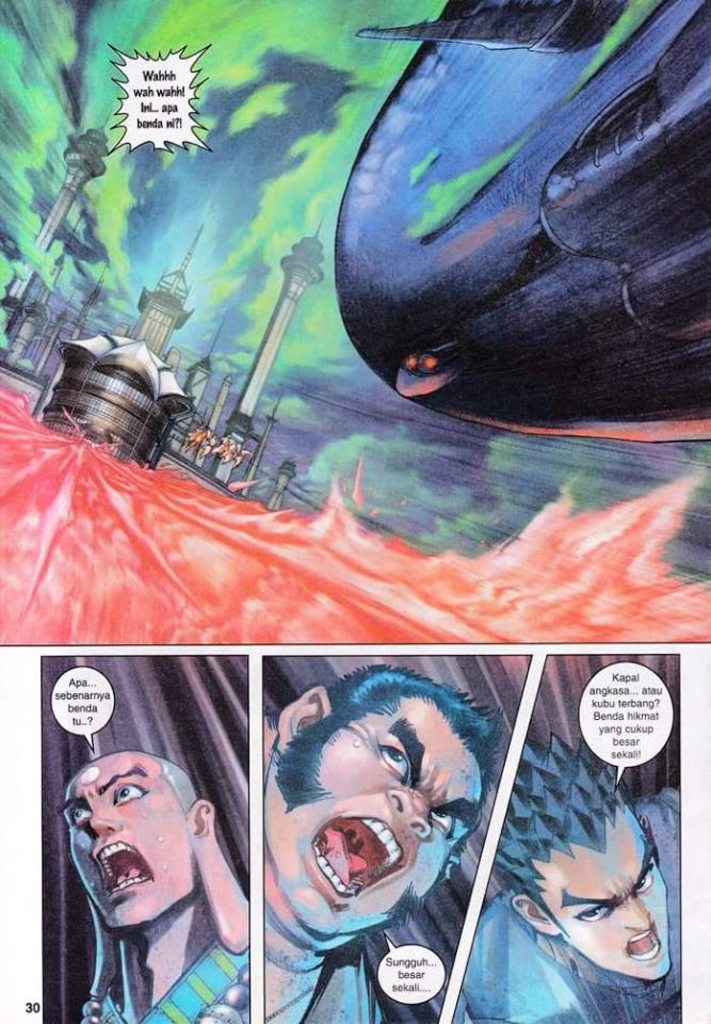 Wahhh
wah wahh!
Ini... apa
benda ni?!
Apa...
sebenarnya
benda
tu..?
Sungguh...
besar
sekali....
Kapal
angkasa... atau
kubu terbang?
Benda hikmat
yang cukup
besar
sekali!
30